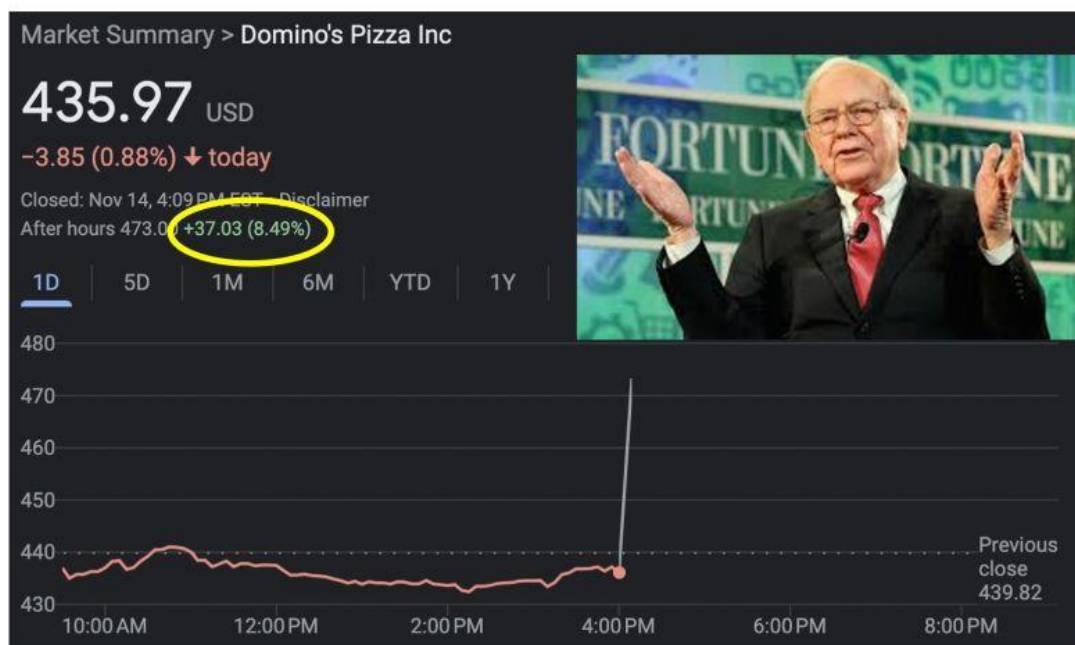 Market Summary > Domino's Pizza Inc
435.97 USD
−3.85 (0.88%) ↓ today
Closed: Nov 14, 4:09 PM EST · Disclaimer
After hours 473.00 +37.03 (8.49%)
1D 5D 1M 6M YTD 1Y
FORTUNE
FORTUNE
FORTUNE
480
470
460
450
440
430
Previous
close
439.82
10:00 AM 12:00 PM 2:00 PM 4:00 PM 6:00 PM 8:00 PM